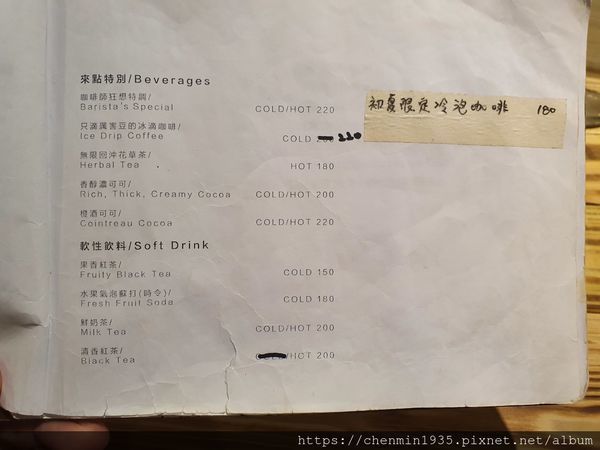 來點特別/Beverages
咖啡師狂想特調/
Barista's Special COLD/HOT 220
只滴厲害豆的冰滴咖啡/
Ice Drip Coffee COLD 220
無限回沖花草茶/
Herbal Tea HOT 180
香醇濃可可/
Rich, Thick, Creamy Cocoa COLD/HOT 200
橙酒可可/
Cointreau Cocoa COLD/HOT 220
軟性飲料/Soft Drink
果香紅茶/
Fruity Black Tea COLD 150
水果氣泡蘇打(時令)/
Fresh Fruit Soda COLD 180
鮮奶茶/
Milk Tea COLD/HOT 200
清香紅茶/
Black Tea /HOT 200
初夏限定冷泡咖啡 180
https://chenmin1935.pixnet.net/album